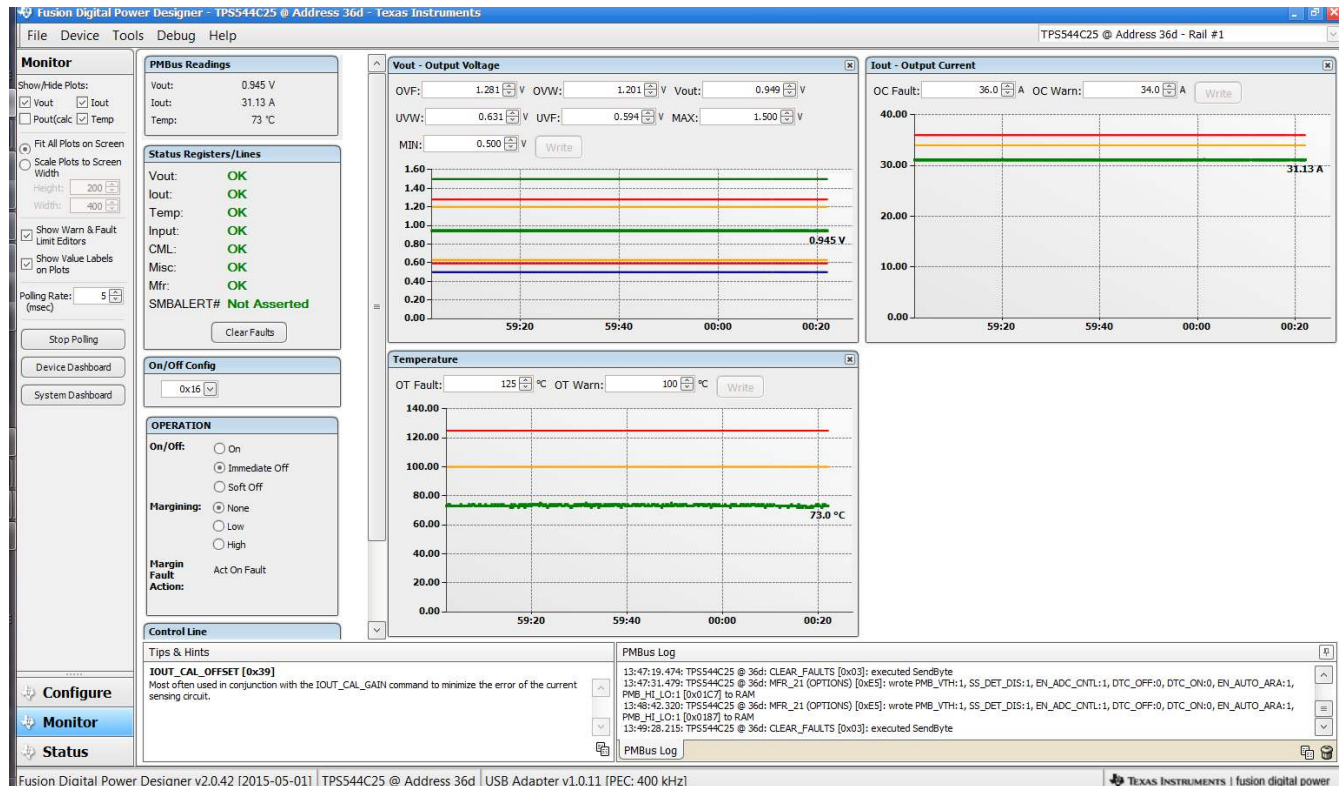 Fusion Digital Power Designer - TPS544C25 @ Address 36d - Texas Instruments
File Device Tools Debug Help
TPS544C25 @ Address 36d - Rail #1
Monitor
Show/Hide Plots:
Vout Iout
Pout(calc Temp
Fit All Plots on Screen
Scale Plots to Screen
Width
Height: 200
Width: 400
Show Warn & Fault
Limit Editors
Show Value Labels
on Plots
Polling Rate: 5
(msec)
Stop Polling
Device Dashboard
System Dashboard
Configure
Monitor
Status
PMBus Readings
Vout: 0.945 V
Iout: 31.13 A
Temp: 73 °C
Status Registers/Lines
Vout: OK
Iout: OK
Temp: OK
Input: OK
CML: OK
Misc: OK
Mfr: OK
SMBALERT# Not Asserted
Clear Faults
On/Off Config
0x16
OPERATION
On/Off: On
Immediate Off
Soft Off
Margining: None
Low
High
Margin
Fault
Action:
Act On Fault
Control Line
Vout - Output Voltage
OVF: 1.281 V OVW: 1.201 V Vout: 0.949 V
UVW: 0.631 V UVF: 0.594 V MAX: 1.500 V
MIN: 0.500 V Write
1.60
1.40
1.20
1.00
0.80
0.945 V
0.60
0.40
0.20
0.00
59:20 59:40 00:00 00:20
Iout - Output Current
OC Fault: 36.0 A OC Warn: 34.0 A Write
40.00
30.00
31.13 A
20.00
10.00
0.00
59:20 59:40 00:00 00:20
Temperature
OT Fault: 125 °C OT Warn: 100 °C Write
140.00
120.00
100.00
80.00
73.0 °C
60.00
40.00
20.00
0.00
59:20 59:40 00:00 00:20
Tips & Hints
IOUT_CAL_OFFSET [0x39]
Most often used in conjunction with the IOUT_CAL_GAIN command to minimize the error of the current
sensing circuit.
PMBus Log
13:47:19.474: TPS544C25 @ 36d: CLEAR_FAULTS [0x03]: executed SendByte
13:47:31.479: TPS544C25 @ 36d: MFR_21 (OPTIONS) [0xE5]: wrote PMB_VTH:1, SS_DET_DIS:1, EN_ADC_CNTL:1, DTC_OFF:0, DTC_ON:0, EN_AUTO_ARA:1,
PMB_HI_LO:1 [0x01C7] to RAM
13:48:42.320: TPS544C25 @ 36d: MFR_21 (OPTIONS) [0xE5]: wrote PMB_VTH:1, SS_DET_DIS:1, EN_ADC_CNTL:1, DTC_OFF:0, DTC_ON:0, EN_AUTO_ARA:1,
PMB_HI_LO:1 [0x0187] to RAM
13:49:28.215: TPS544C25 @ 36d: CLEAR_FAULTS [0x03]: executed SendByte
PMBus Log
Fusion Digital Power Designer v2.0.42 [2015-05-01] TPS544C25 @ Address 36d USB Adapter v1.0.11 [PEC; 400 kHz]
TEXAS INSTRUMENTS | fusion digital power